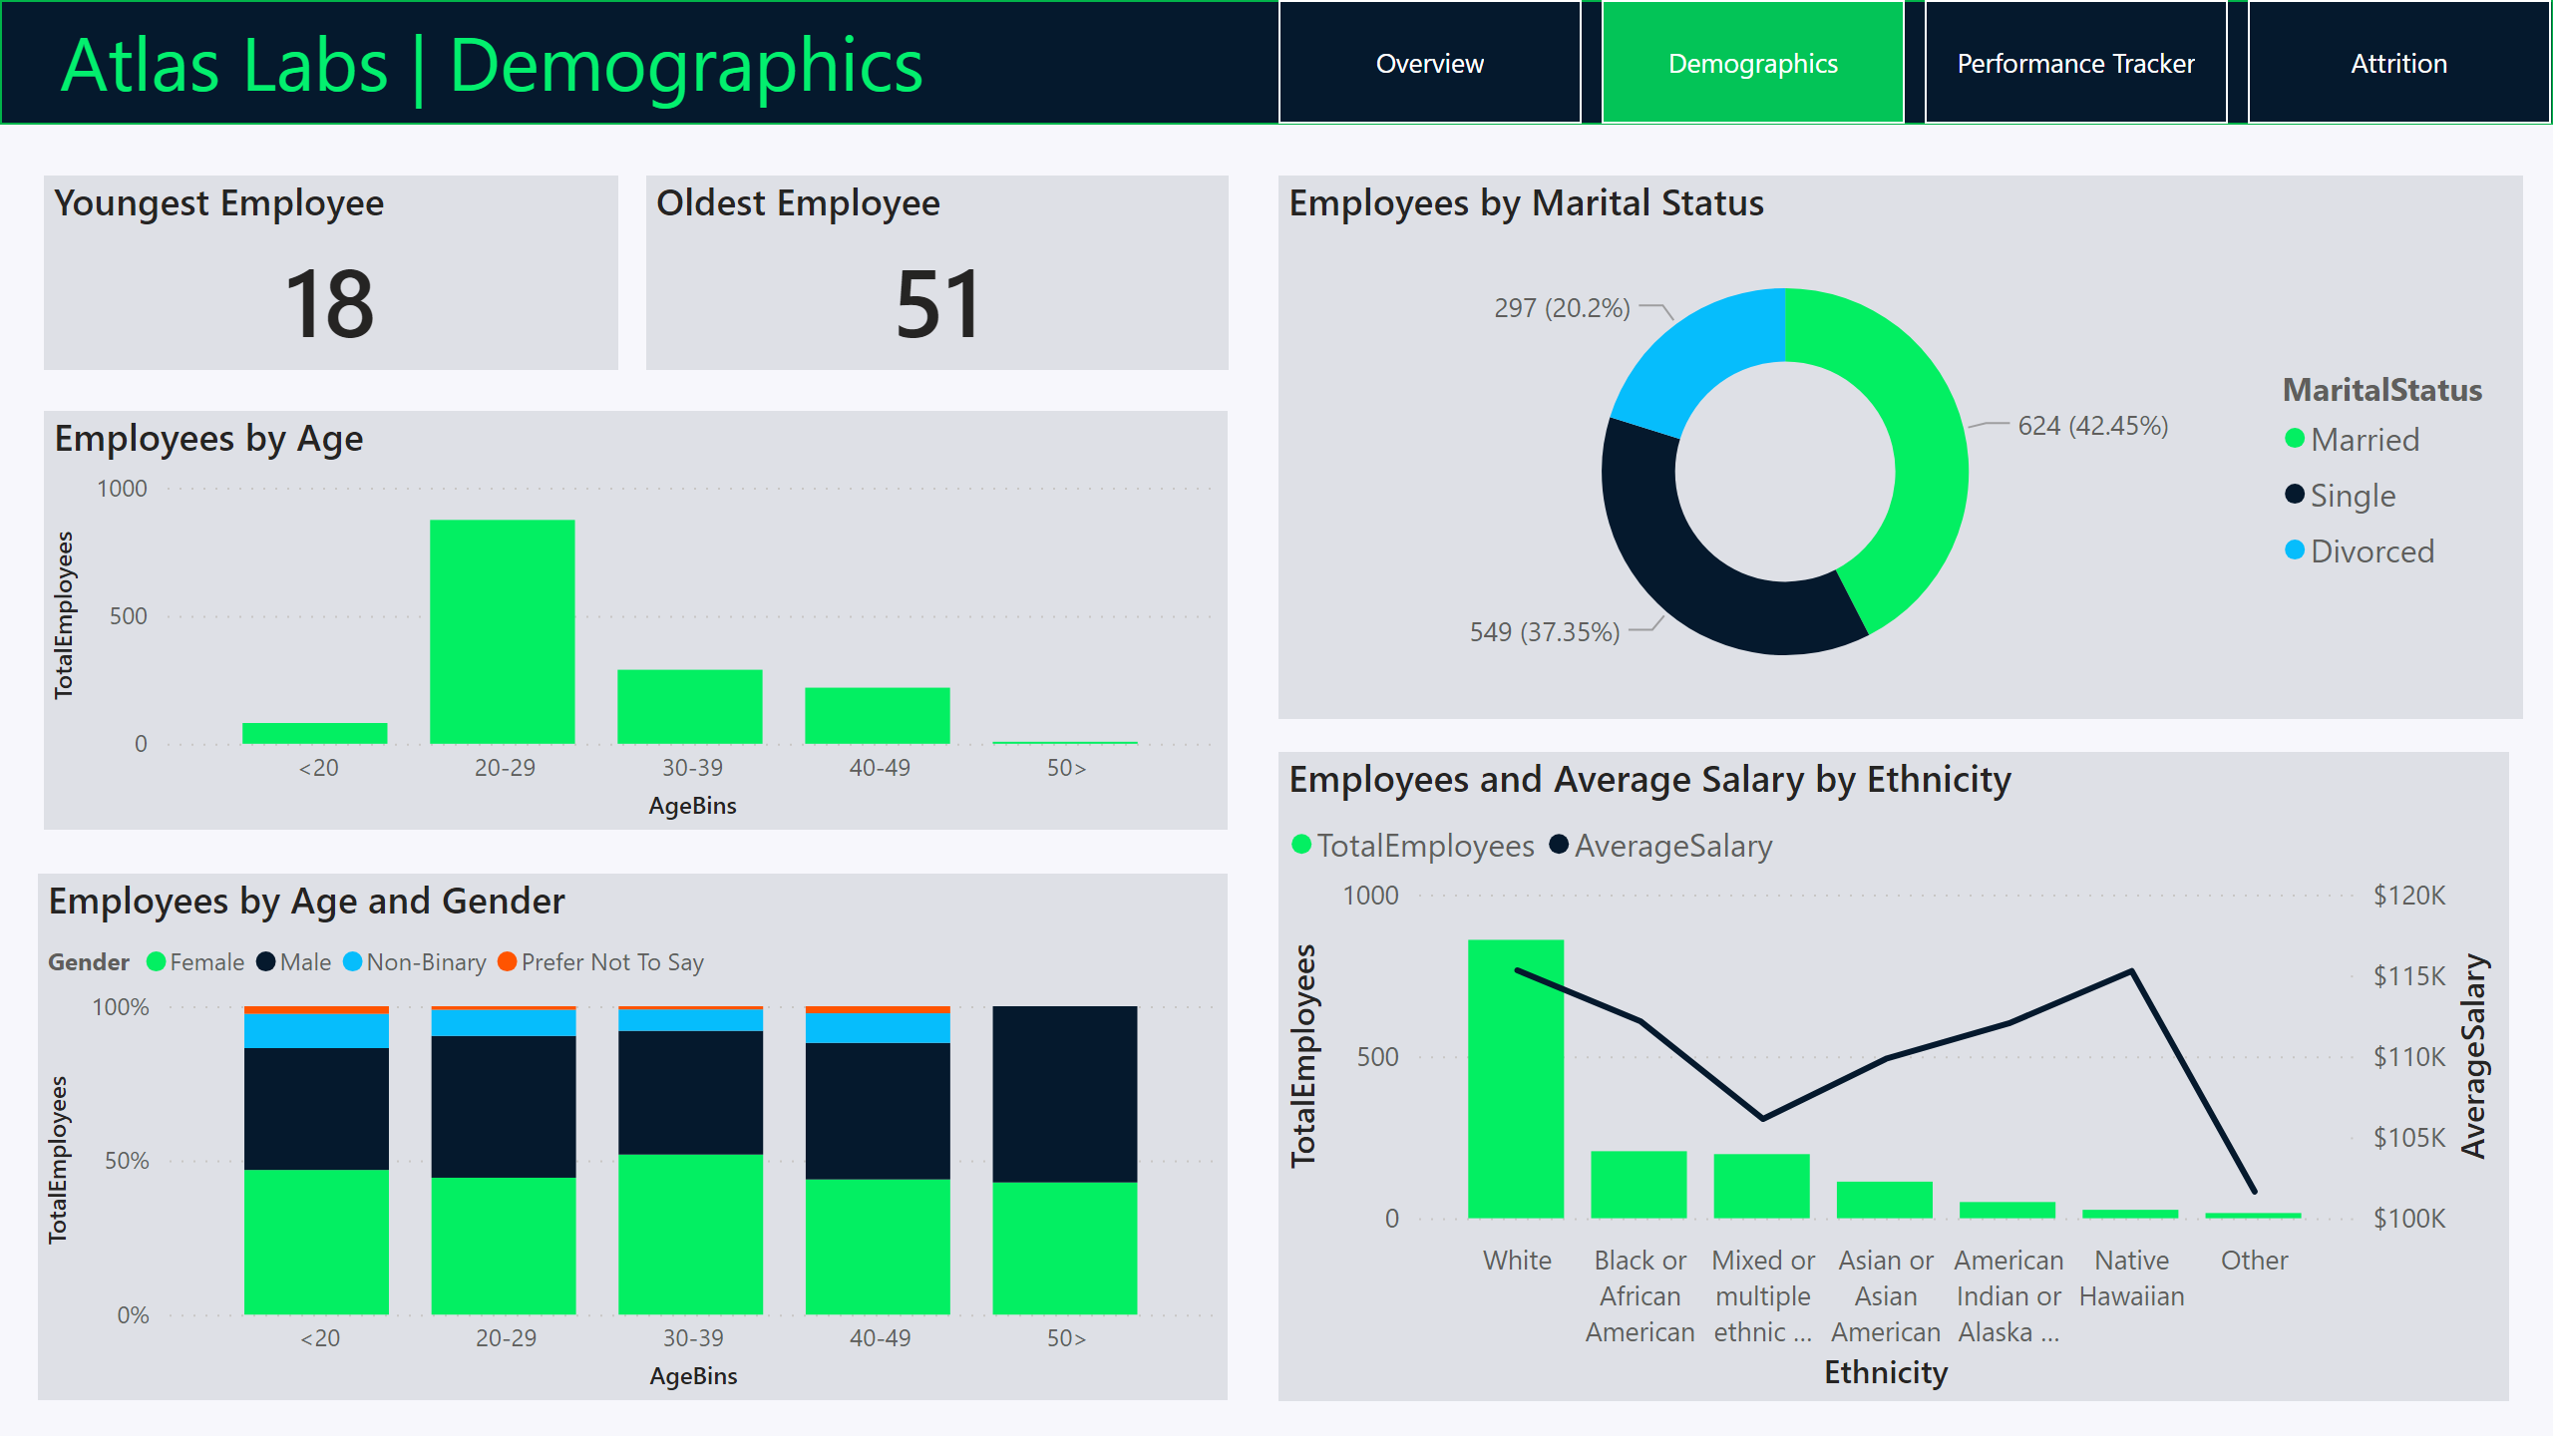 Atlas Labs | Demographics
Overview
Demographics
Performance Tracker
Attrition
Youngest Employee
18
Oldest Employee
51
Employees by Age
1000
500
0
TotalEmployees
<20
20-29
30-39
40-49
50>
AgeBins
Employees by Age and Gender
Gender Female Male Non-Binary Prefer Not To Say
100%
50%
0%
TotalEmployees
<20
20-29
30-39
40-49
50>
AgeBins
Employees by Marital Status
297 (20.2%)
624 (42.45%)
549 (37.35%)
MaritalStatus
Married
Single
Divorced
Employees and Average Salary by Ethnicity
TotalEmployees AverageSalary
1000
500
0
TotalEmployees
$120K
$115K
$110K
$105K
$100K
AverageSalary
White
Black or
African
American
Mixed or
multiple
ethnic ...
Asian or
Asian
American
American
Indian or
Alaska ...
Native
Hawaiian
Other
Ethnicity